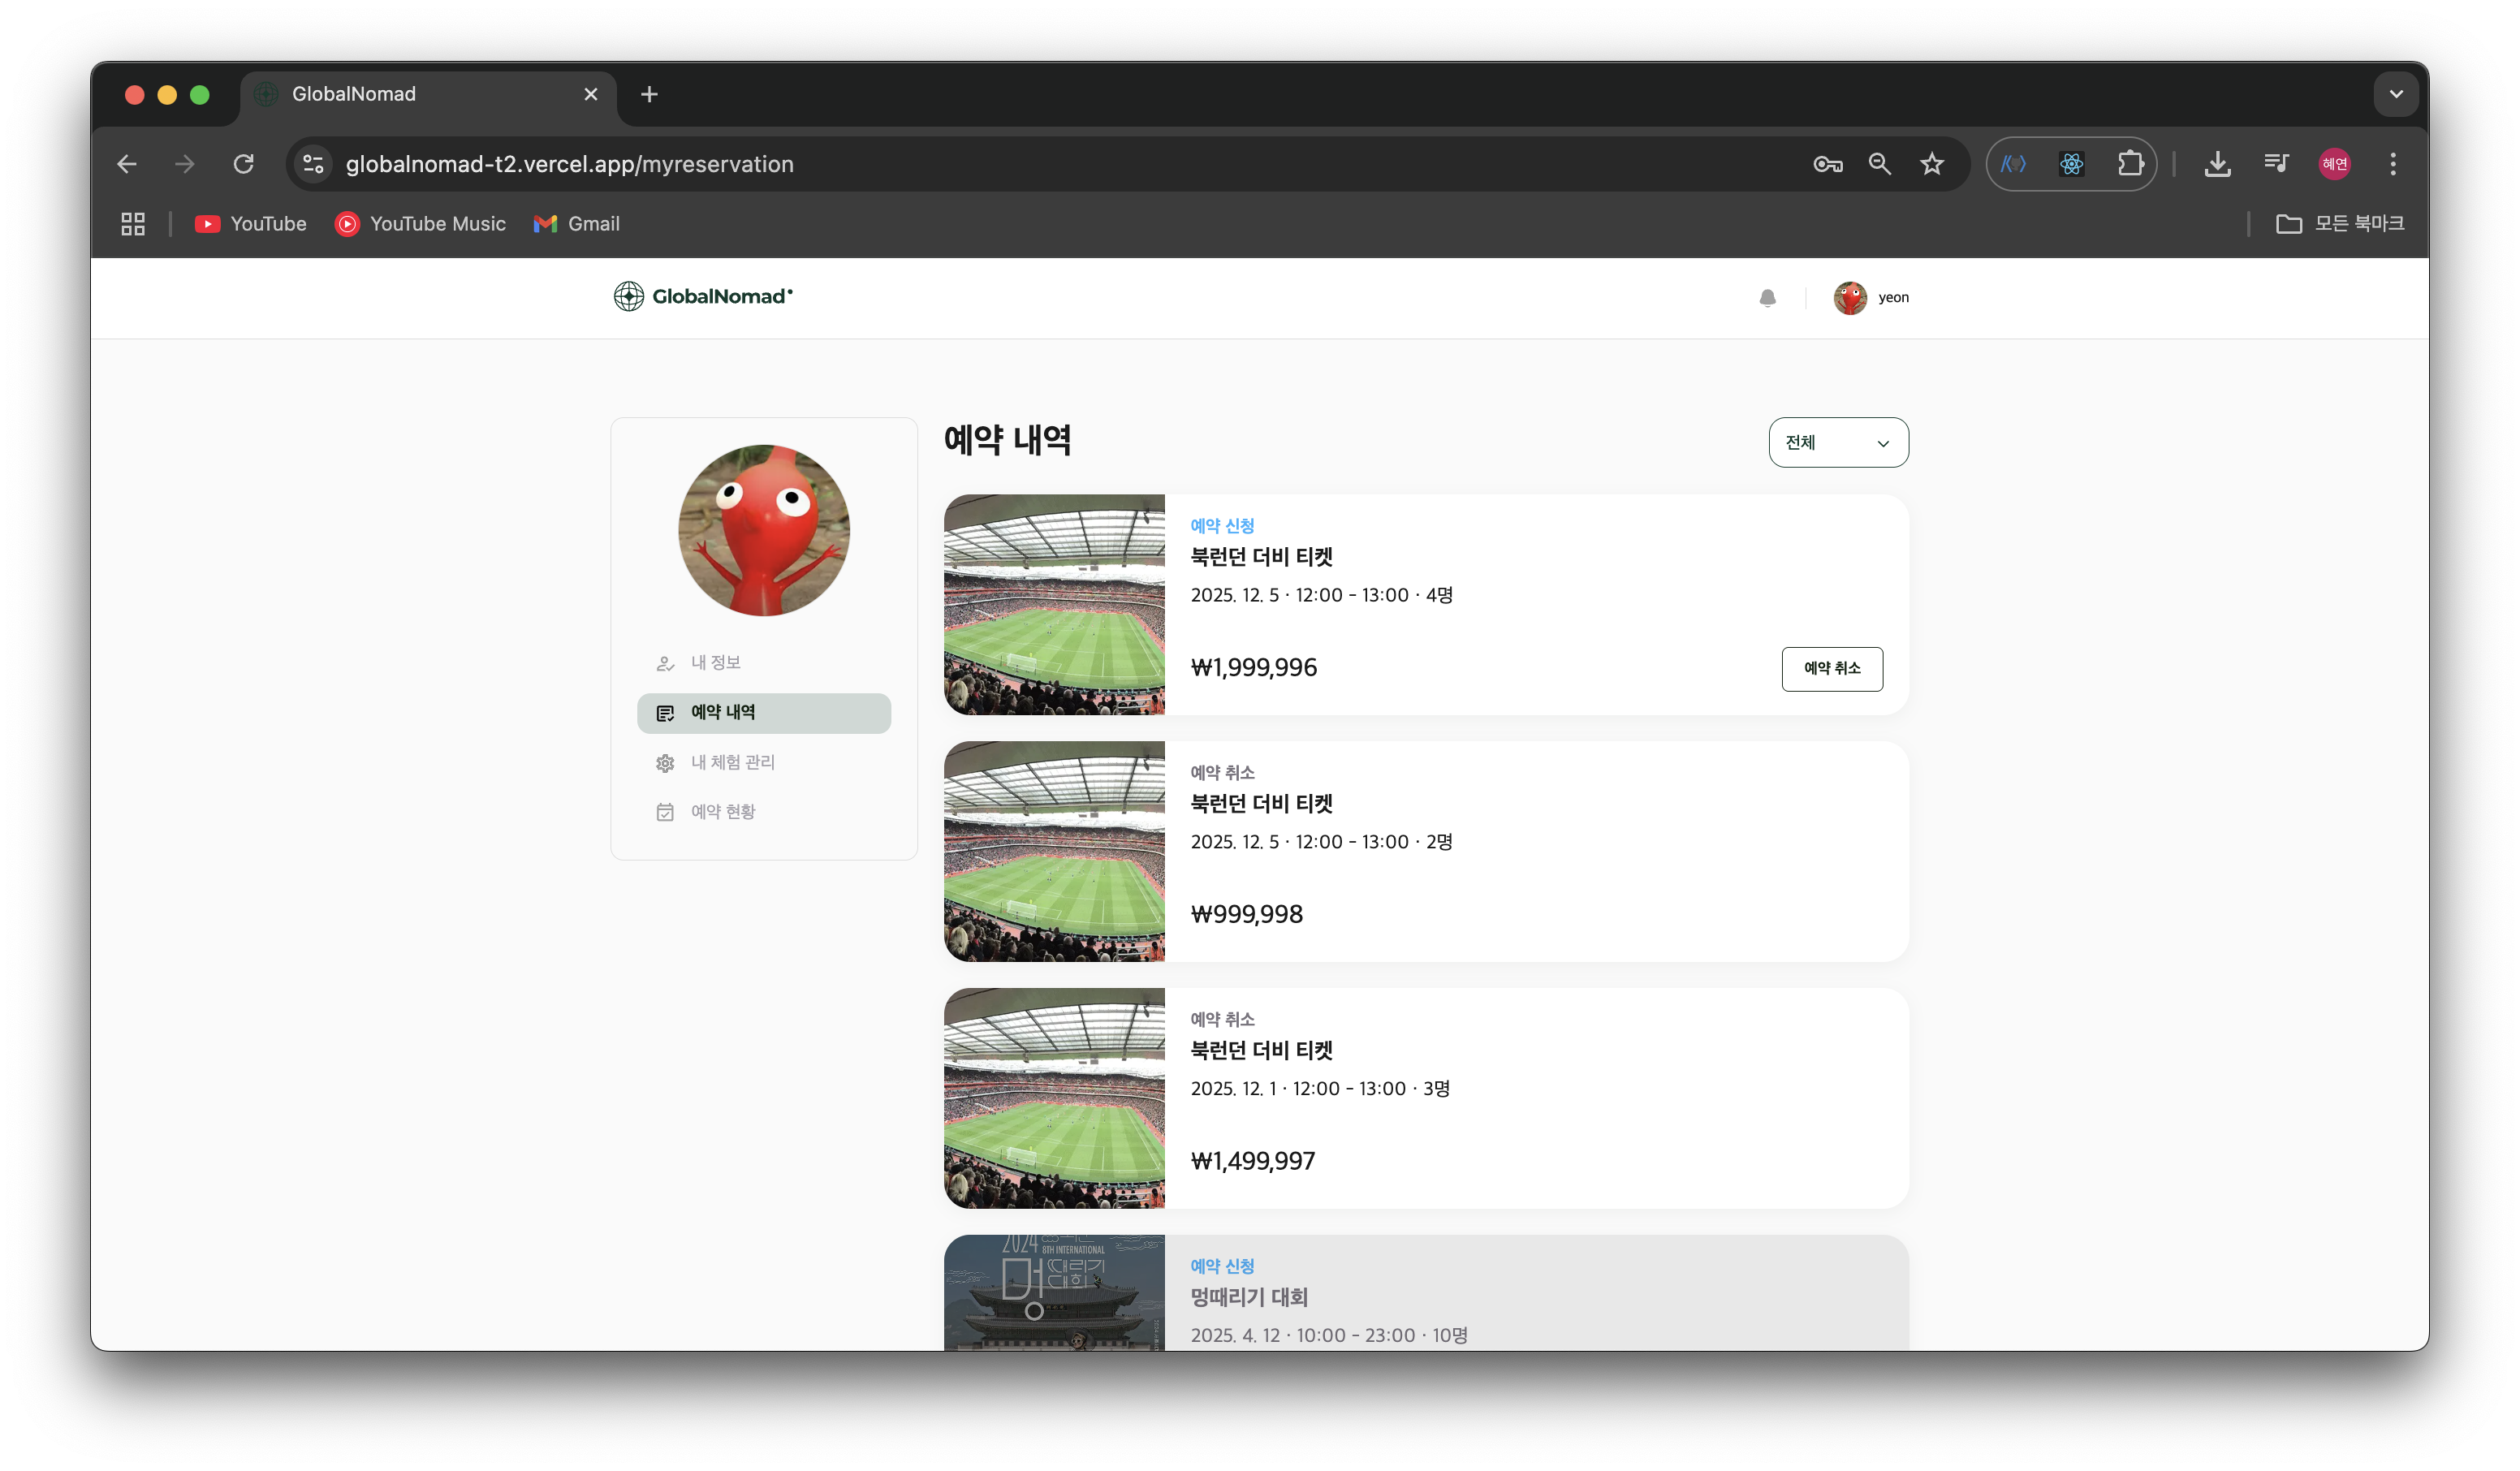 GlobalNomad
globalnomad-t2.vercel.app/myreservation
혜연
YouTube
YouTube Music
Gmail
모든 북마크
GlobalNomad
yeon
내 정보
예약 내역
내 체험 관리
예약 현황
예약 내역
전체
예약 신청
북런던 더비 티켓
2025. 12. 5 · 12:00 - 13:00 · 4명
₩1,999,996
예약 취소
예약 취소
북런던 더비 티켓
2025. 12. 5 · 12:00 - 13:00 · 2명
₩999,998
예약 취소
북런던 더비 티켓
2025. 12. 1 · 12:00 - 13:00 · 3명
₩1,499,997
2024
8TH INTERNATIONAL
멍때리기
대회
예약 신청
멍때리기 대회
2025. 4. 12 · 10:00 - 23:00 · 10명